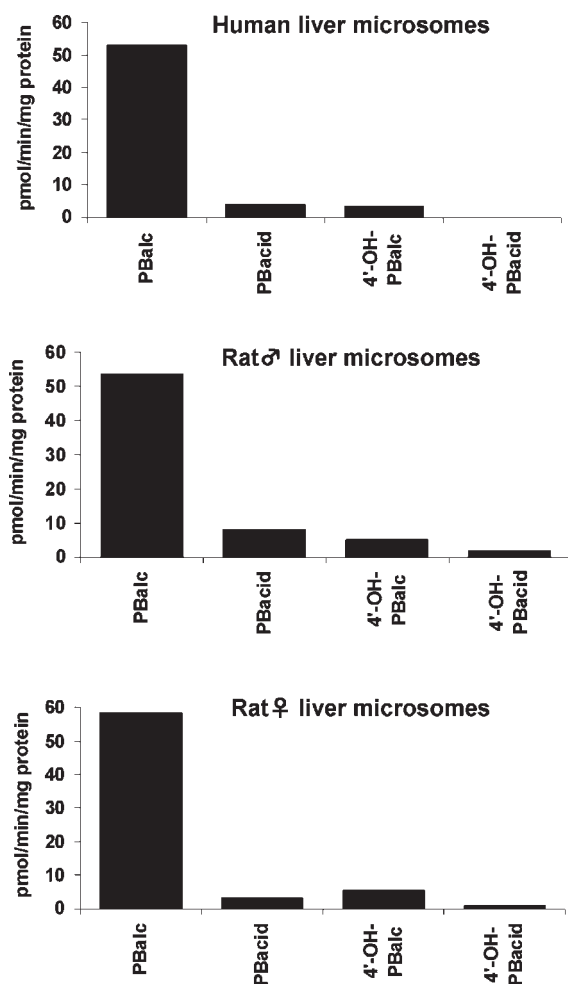 Human liver microsomes
pmol/min/mg protein
60
50
40
30
20
10
0
PBalc
PBacid
4'-OH-
PBalc
4'-OH-
PBacid
Rat♂ liver microsomes
pmol/min/mg protein
60
50
40
30
20
10
0
PBalc
PBacid
4'-OH-
PBalc
4'-OH-
PBacid
Rat♀ liver microsomes
pmol/min/mg protein
60
50
40
30
20
10
0
PBalc
PBacid
4'-OH-
PBalc
4'-OH-
PBacid